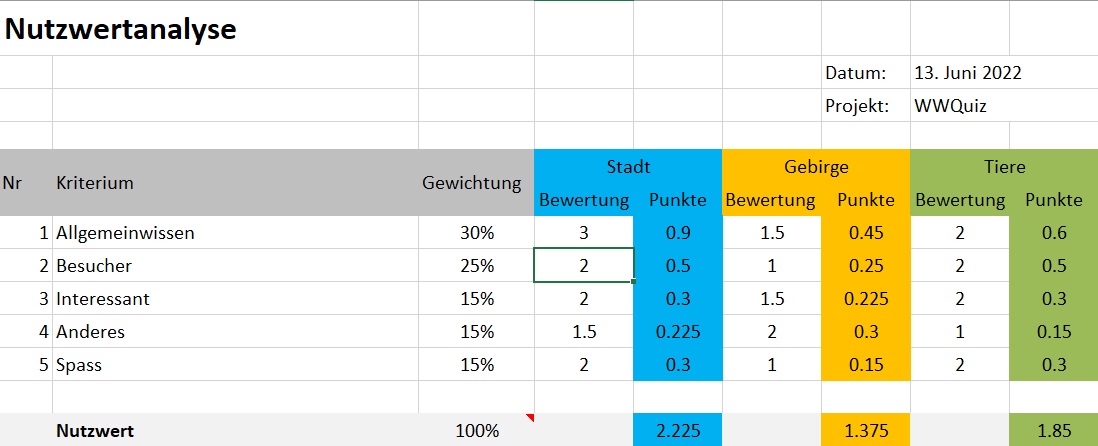 Nutzwertanalyse
Datum: 13. Juni 2022
Projekt: WWQuiz
Nr Kriterium Gewichtung Stadt Gebirge Tiere
Bewertung Punkte Bewertung Punkte Bewertung Punkte
1 Allgemeinwissen 30% 3 0.9 1.5 0.45 2 0.6
2 Besucher 25% 2 0.5 1 0.25 2 0.5
3 Interessant 15% 2 0.3 1.5 0.225 2 0.3
4 Anderes 15% 1.5 0.225 2 0.3 1 0.15
5 Spass 15% 2 0.3 1 0.15 2 0.3
Nutzwert 100% 2.225 1.375 1.85